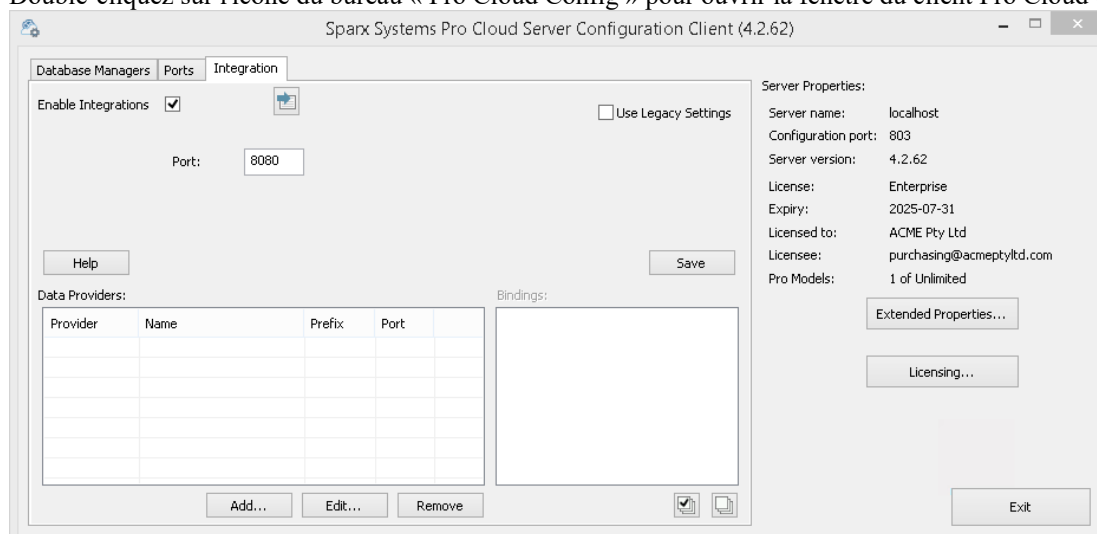 Double-cliquez sur l'icône du bureau « Pro Cloud Config » pour ouvrir la fenêtre du client Pro Cloud
Sparx Systems Pro Cloud Server Configuration Client (4.2.62)
Database Managers Ports Integration
Enable Integrations
Use Legacy Settings
Port: 8080
Help
Save
Data Providers:
Bindings:
Provider Name Prefix Port
Add... Edit... Remove
Server Properties:
Server name: localhost
Configuration port: 803
Server version: 4.2.62
License: Enterprise
Expiry: 2025-07-31
Licensed to: ACME Pty Ltd
Licensee: purchasing@acmeptyltd.com
Pro Models: 1 of Unlimited
Extended Properties...
Licensing...
Exit